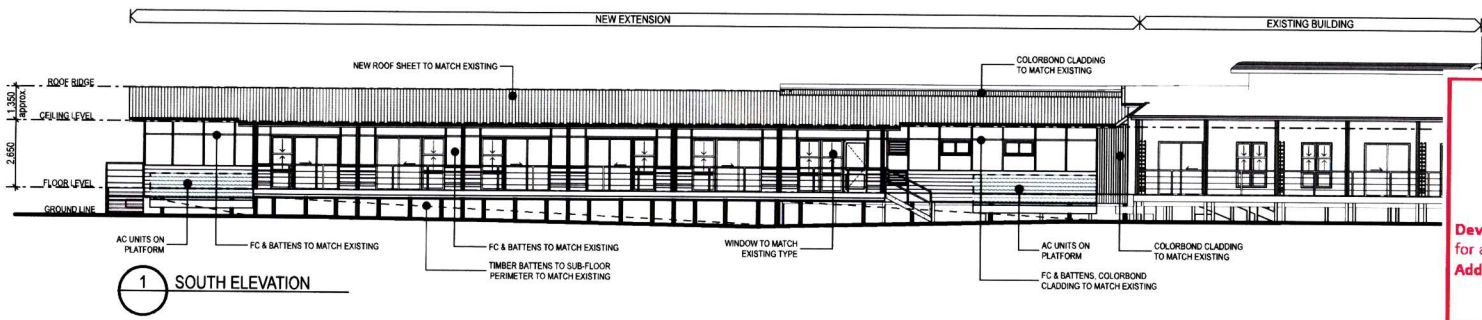 NEW EXTENSION
EXISTING BUILDING
NEW ROOF SHEET TO MATCH EXISTING
COLORBOND CLADDING
TO MATCH EXISTING
ROOF RIDGE
1.350
approx.
CEILING LEVEL
2.650
FLOOR LEVEL
GROUND LINE
AC UNITS ON
PLATFORM
FC & BATTENS TO MATCH EXISTING
FC & BATTENS TO MATCH EXISTING
TIMBER BATTENS TO SUB-FLOOR
PERIMETER TO MATCH EXISTING
WINDOW TO MATCH
EXISTING TYPE
AC UNITS ON
PLATFORM
FC & BATTENS, COLORBOND
CLADDING TO MATCH EXISTING
COLORBOND CLADDING
TO MATCH EXISTING
1 SOUTH ELEVATION
Dev
for a
Add